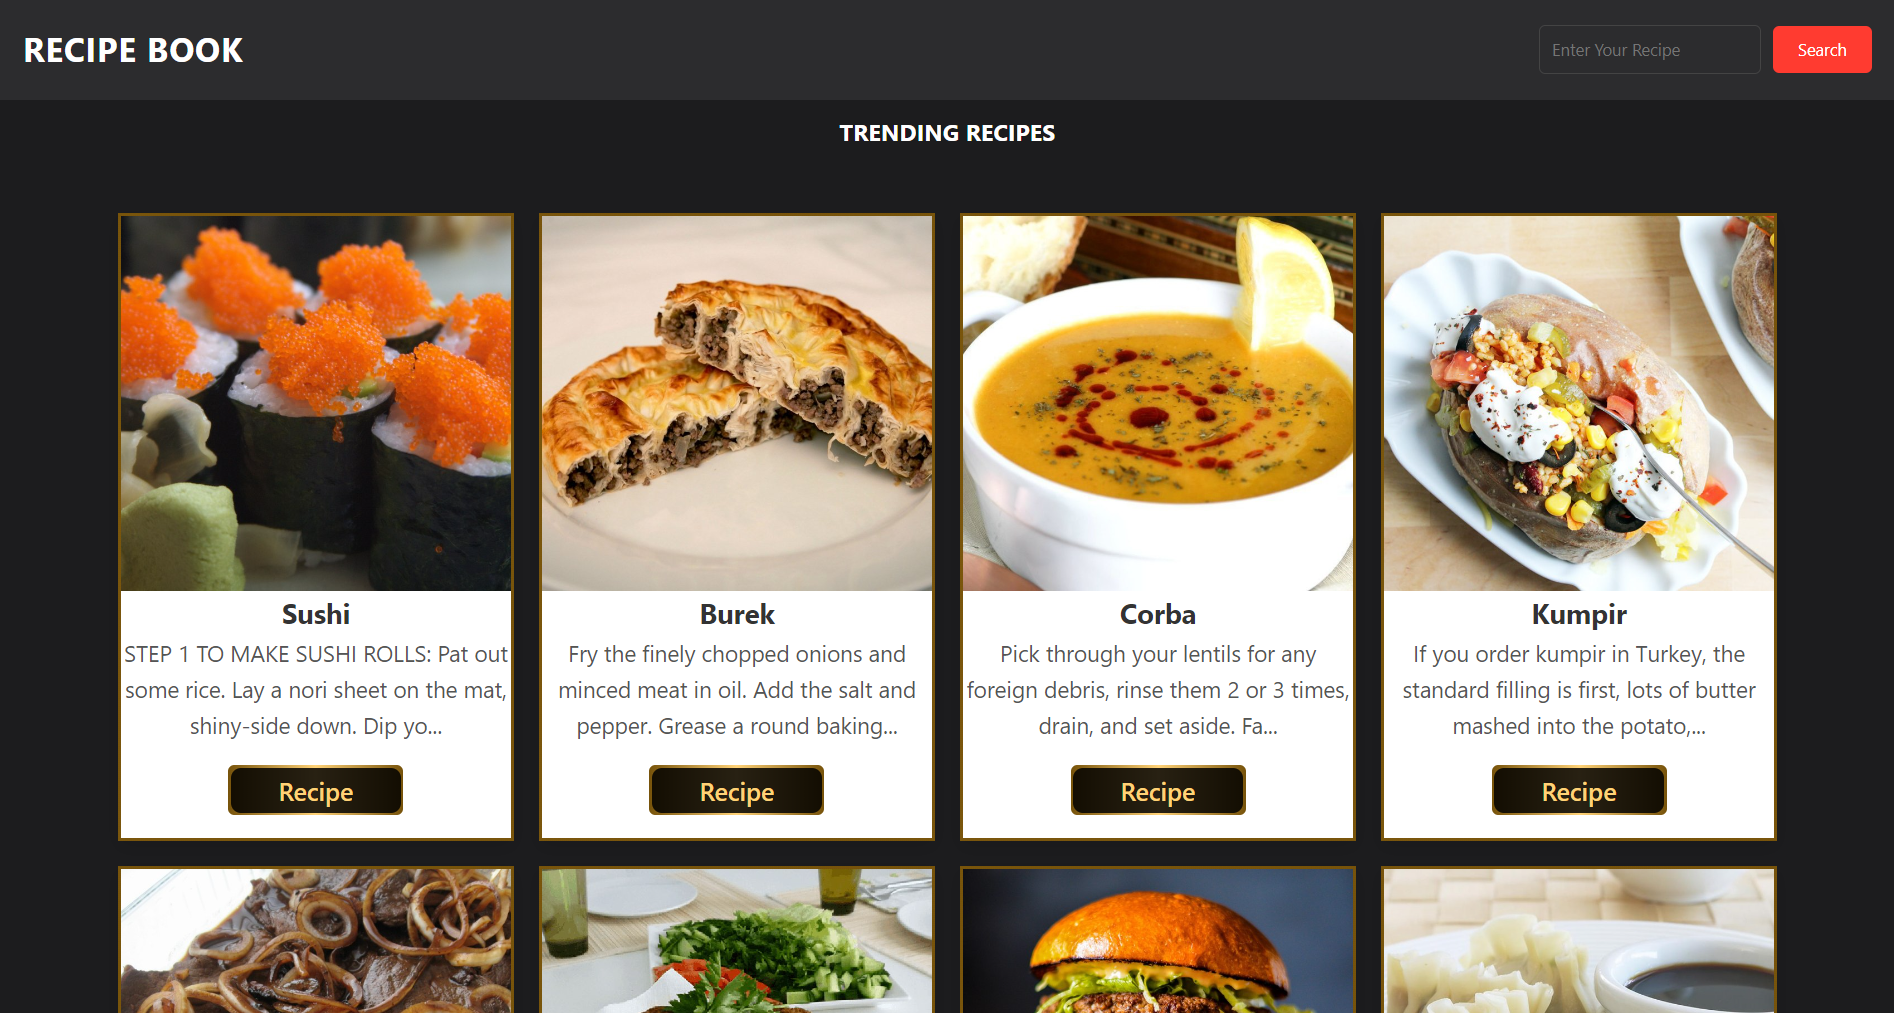 RECIPE BOOK
Enter Your Recipe
Search
TRENDING RECIPES
Sushi
STEP 1 TO MAKE SUSHI ROLLS: Pat out
some rice. Lay a nori sheet on the mat,
shiny-side down. Dip yo...
Recipe
Burek
Fry the finely chopped onions and
minced meat in oil. Add the salt and
pepper. Grease a round baking...
Recipe
Corba
Pick through your lentils for any
foreign debris, rinse them 2 or 3 times,
drain, and set aside. Fa...
Recipe
Kumpir
If you order kumpir in Turkey, the
standard filling is first, lots of butter
mashed into the potato,...
Recipe